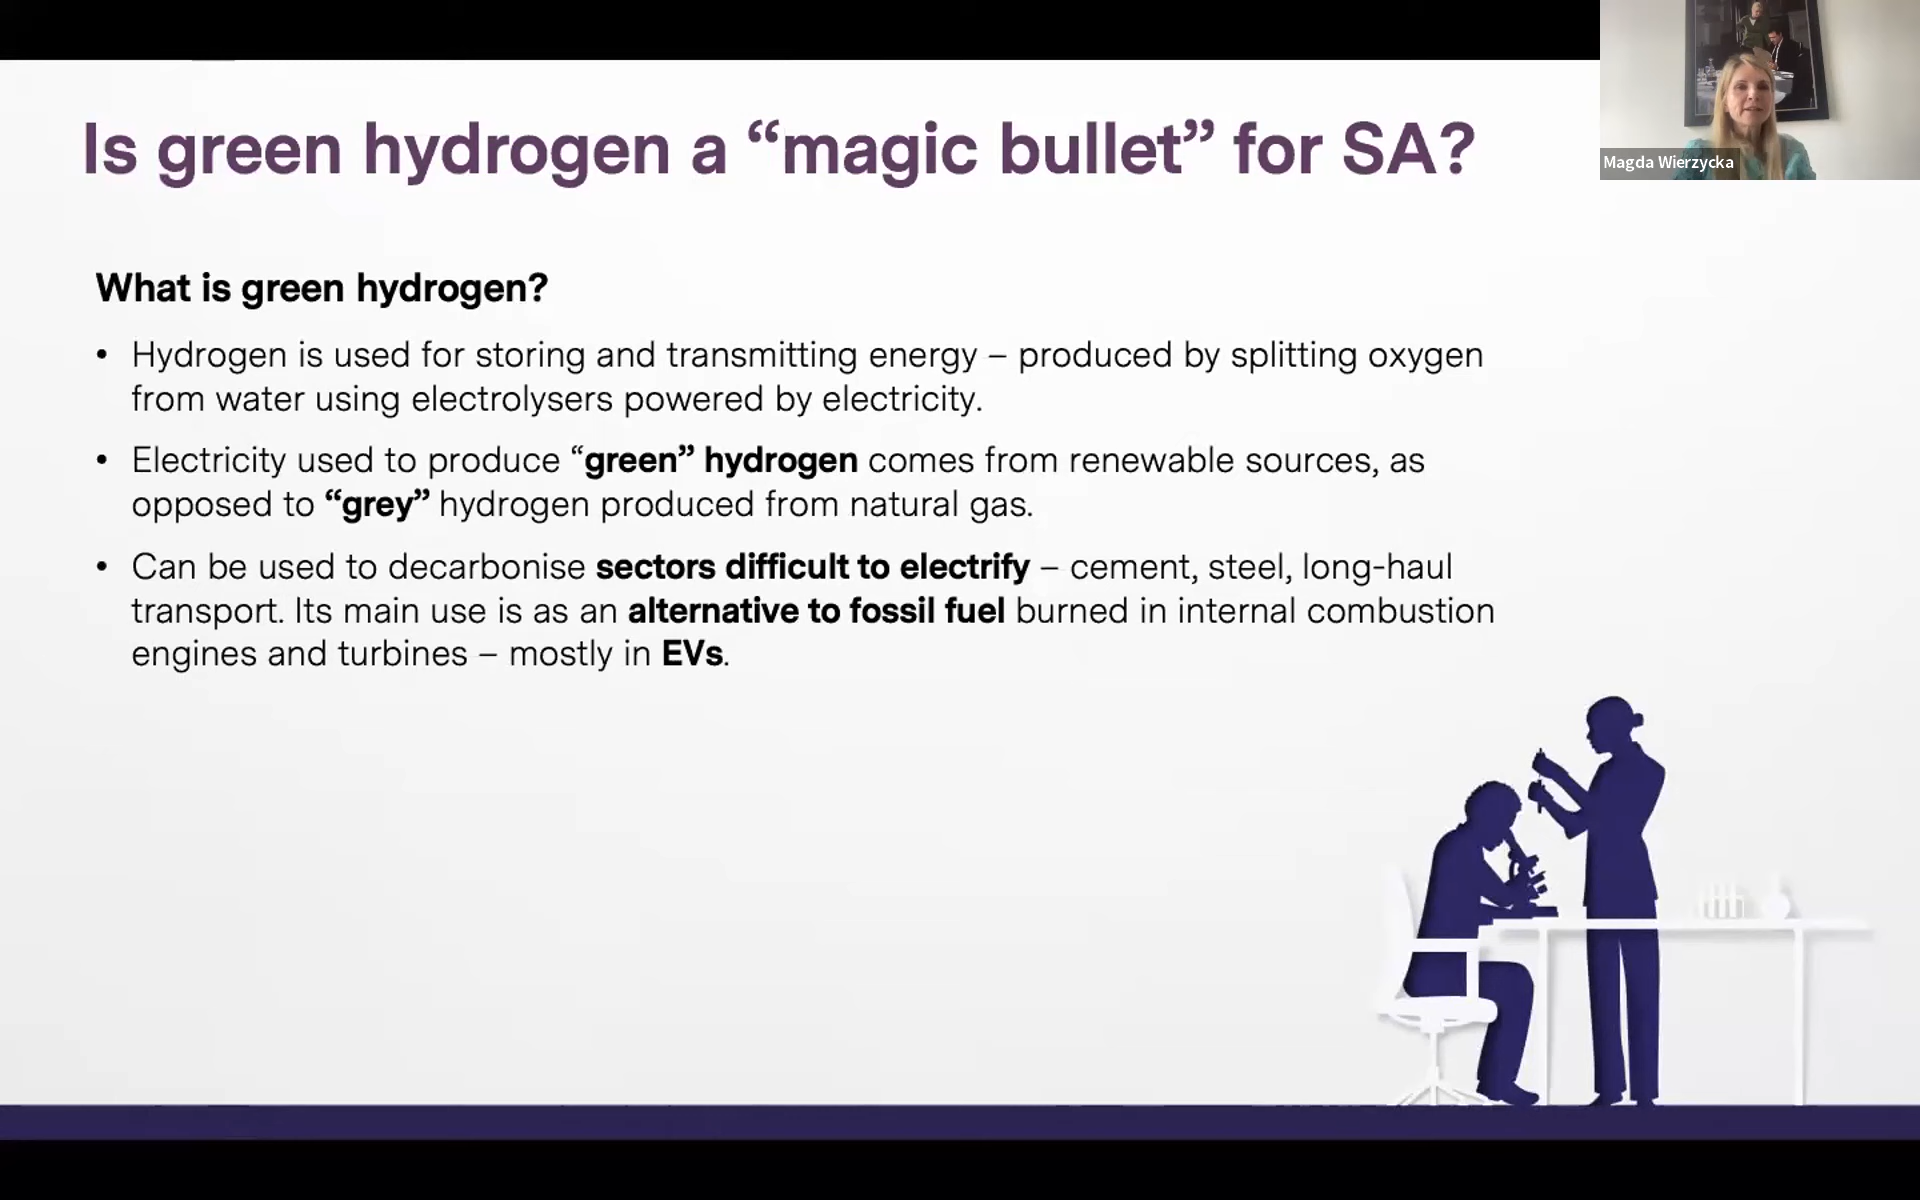 Is green hydrogen a “magic bullet” for SA?
Magda Wierzycka
What is green hydrogen?
• Hydrogen is used for storing and transmitting energy – produced by splitting oxygen
from water using electrolysers powered by electricity.
• Electricity used to produce “green” hydrogen comes from renewable sources, as
opposed to “grey” hydrogen produced from natural gas.
• Can be used to decarbonise sectors difficult to electrify – cement, steel, long-haul
transport. Its main use is as an alternative to fossil fuel burned in internal combustion
engines and turbines – mostly in EVs.